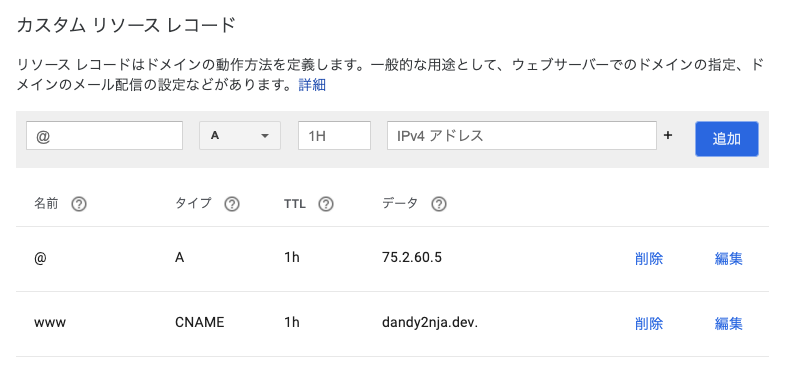 カスタム リソース レコード
リソース レコードはドメインの動作方法を定義します。一般的な用途として、ウェブサーバーでのドメインの指定、ド
メインのメール配信の設定などがあります。詳細
@ A 1H IPv4 アドレス + 追加
名前 ? タイプ ? TTL ? データ ?
@ A 1h 75.2.60.5 削除 編集
www CNAME 1h dandy2nja.dev. 削除 編集